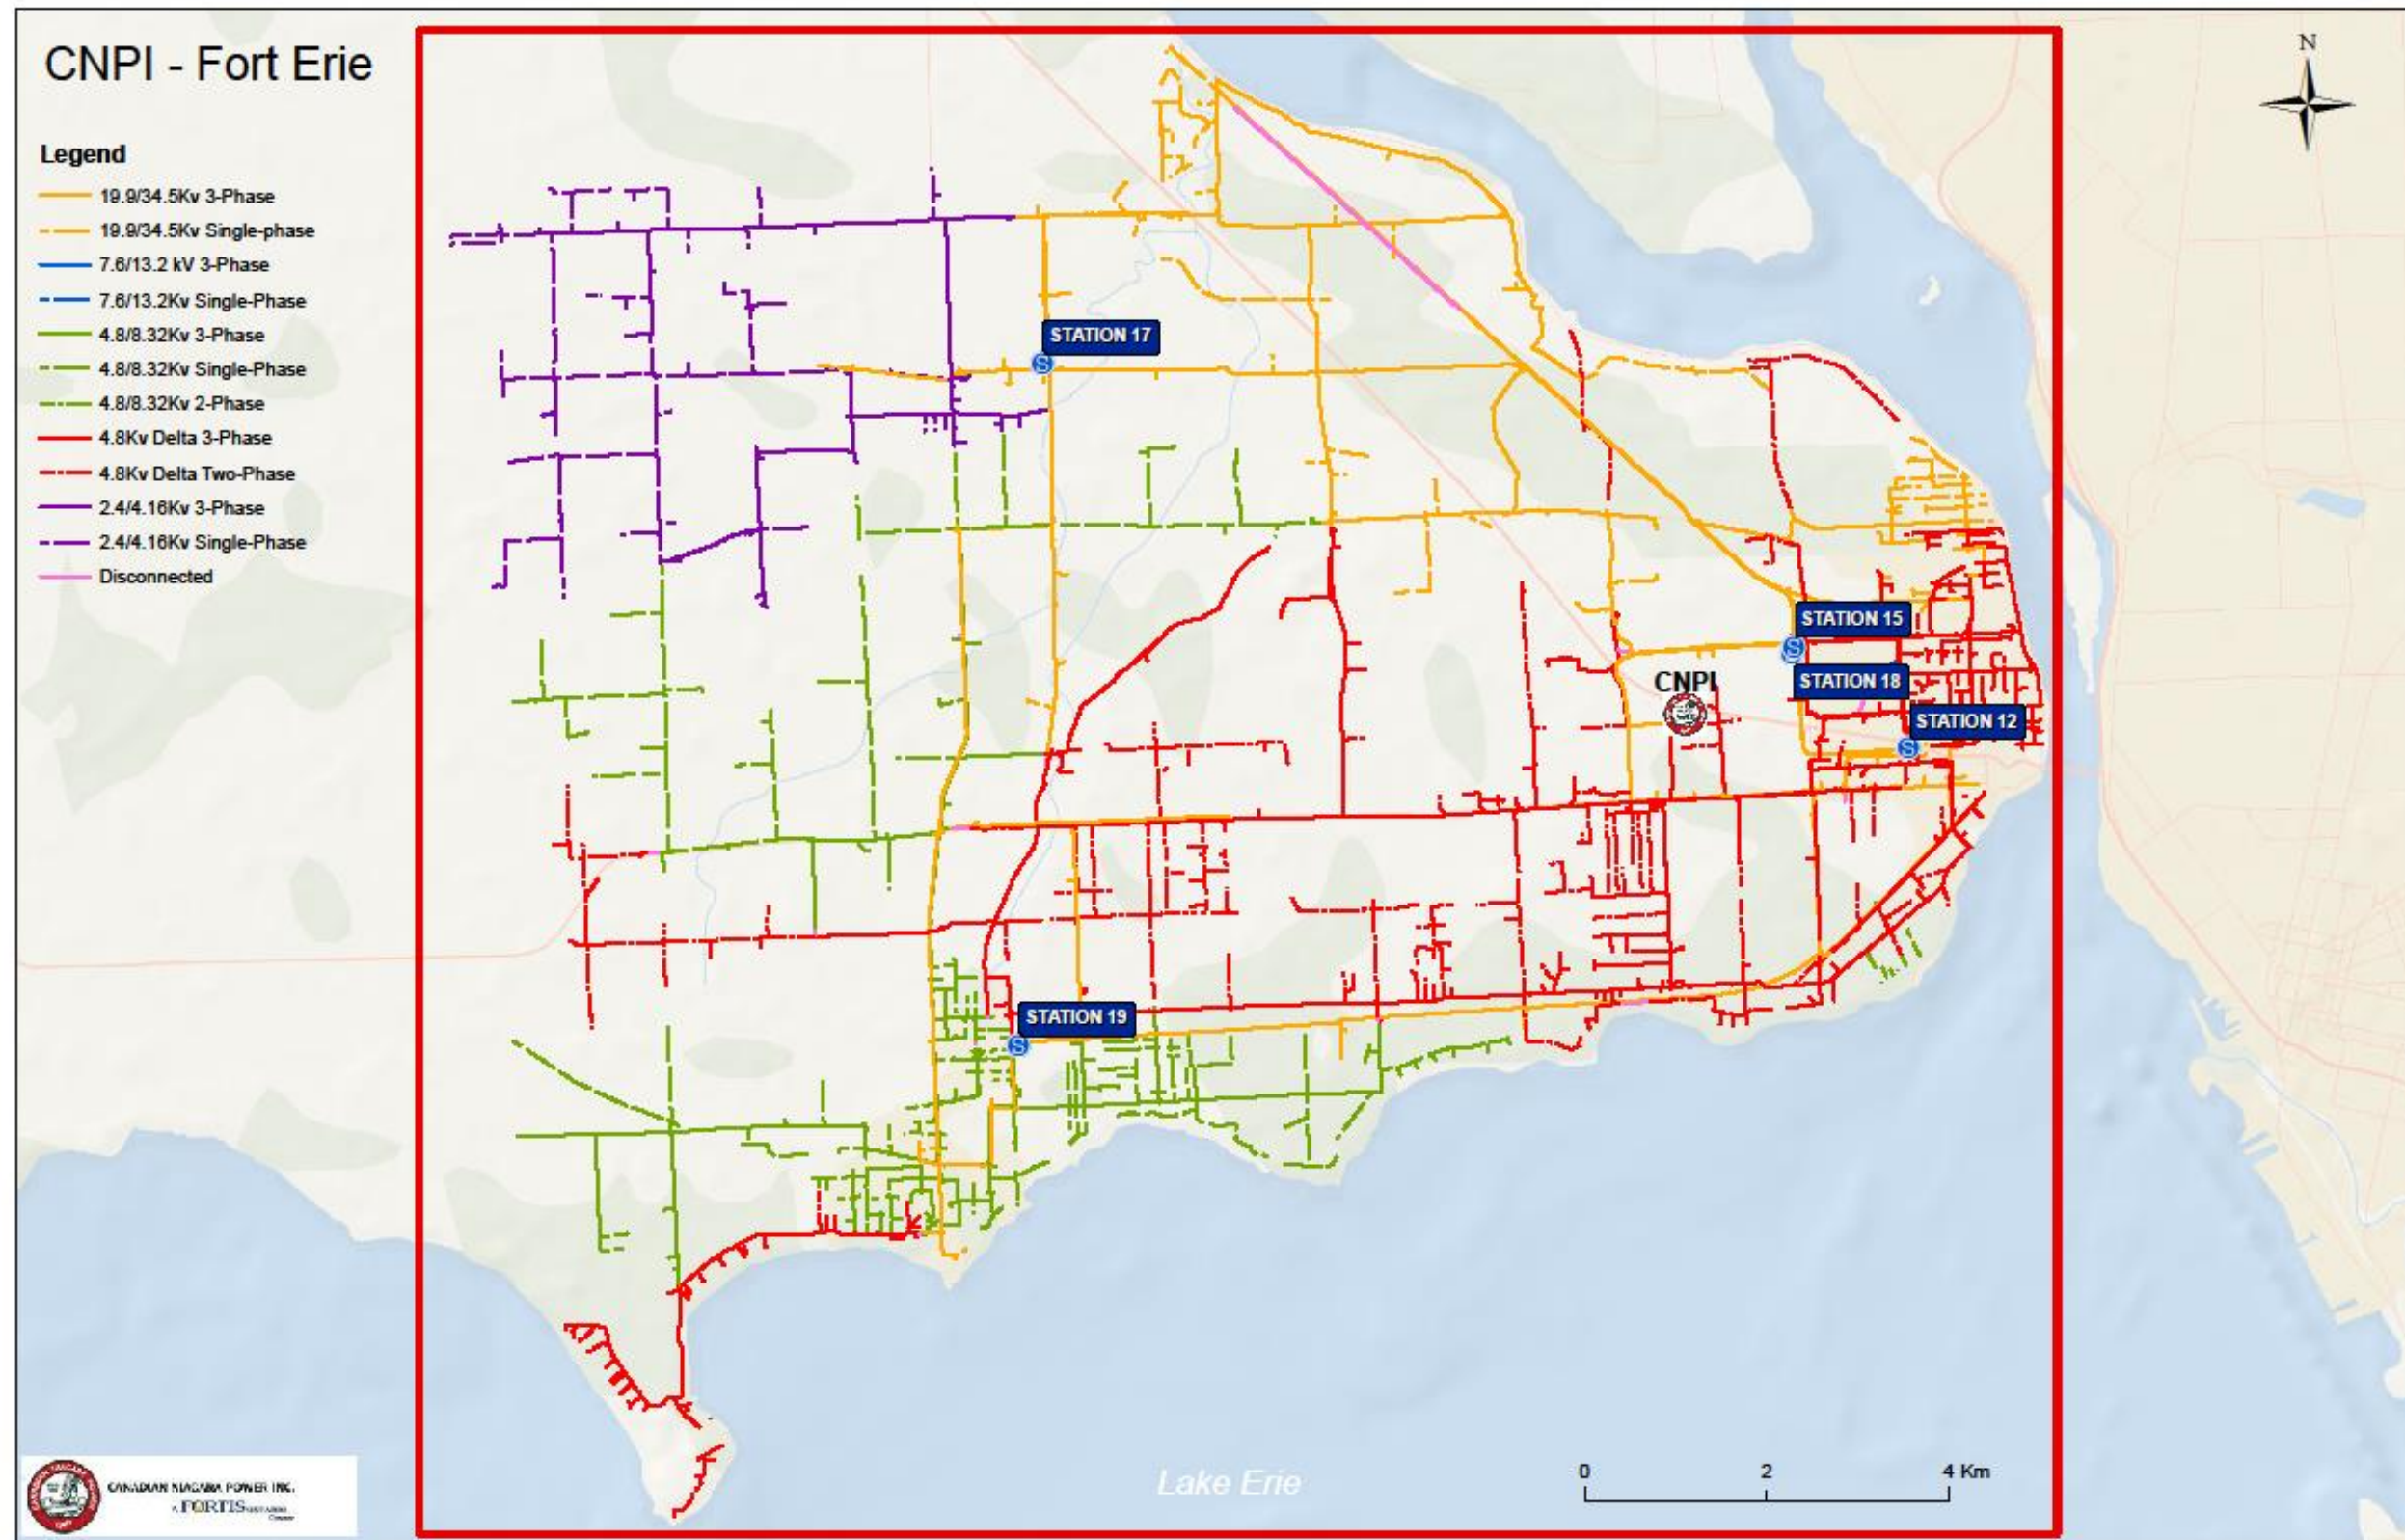 CNPI - Fort Erie
N
Legend
19.9/34.5Kv 3-Phase
19.9/34.5Kv Single-phase
7.6/13.2 kV 3-Phase
7.6/13.2Kv Single-Phase
4.8/8.32Kv 3-Phase
4.8/8.32Kv Single-Phase
4.8/8.32Kv 2-Phase
4.8Kv Delta 3-Phase
4.8Kv Delta Two-Phase
2.4/4.16Kv 3-Phase
2.4/4.16Kv Single-Phase
Disconnected
STATION 17
S
STATION 15
S
CNPI
STATION 18
STATION 12
S
STATION 19
S
Lake Erie
0 2 4 Km
CANADIAN NIAGARA POWER INC.
A FORTIS
Company